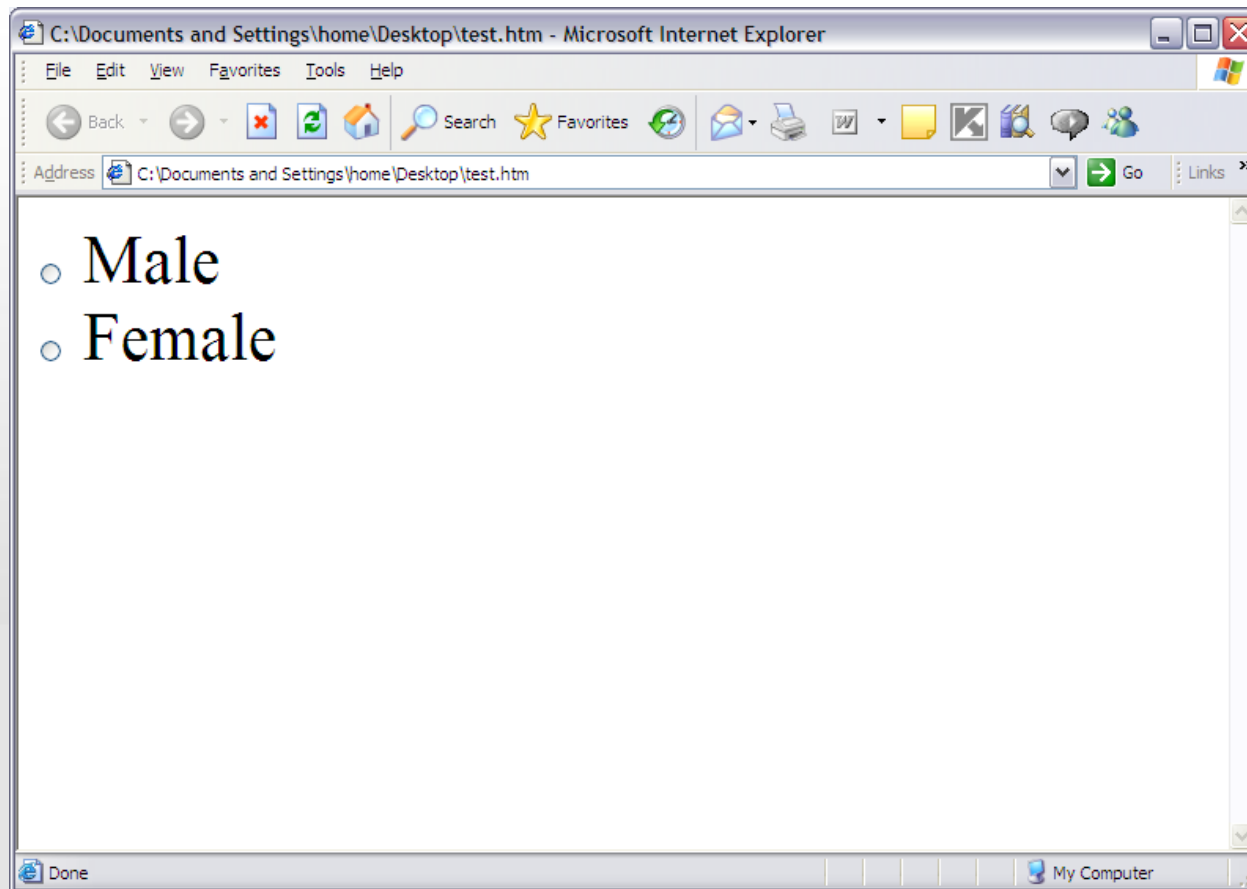 C:\Documents and Settings\home\Desktop\test.htm - Microsoft Internet Explorer
File Edit View Favorites Tools Help
Back Search Favorites W K
Address C:\Documents and Settings\home\Desktop\test.htm Go Links »
Male
Female
Done My Computer